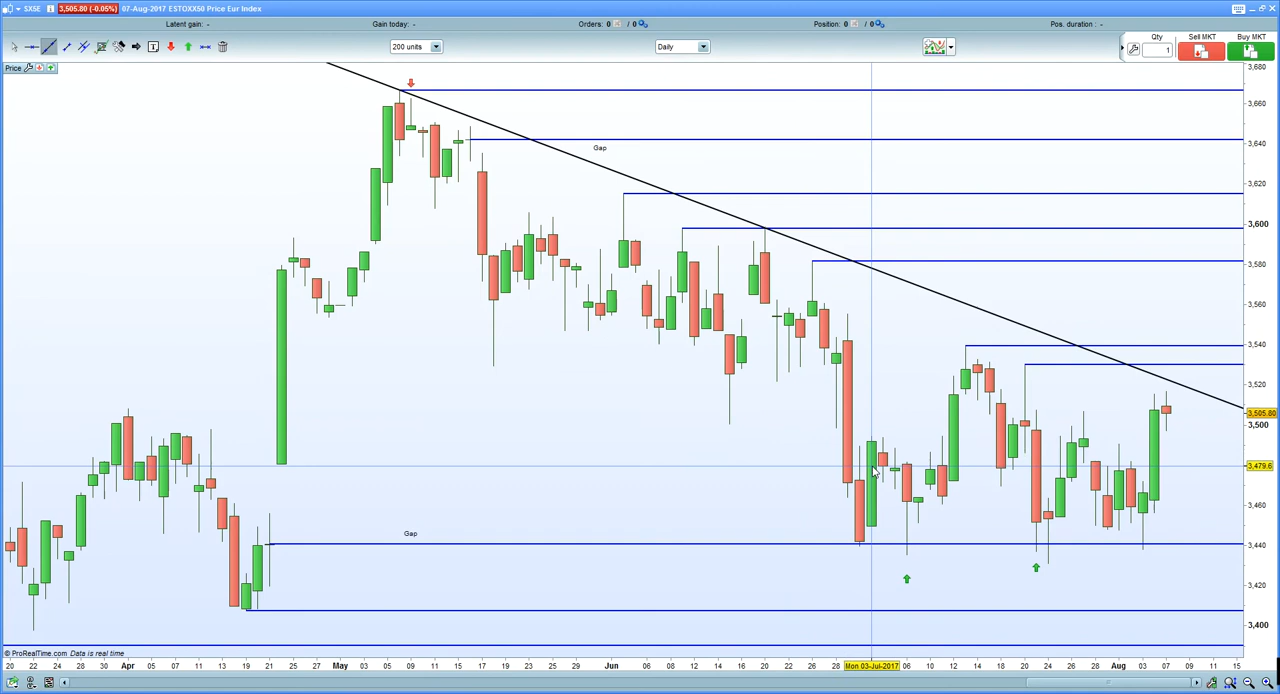 SX5E 3,505.80 (-0.05%) 07-Aug-2017 ESTOXX50 Price Eur Index
Latent gain: - Gain today: - Orders: 0 / 0 Position: 0 / 0 Pos. duration : -
200 units Daily Qty Sell MKT Buy MKT
1
Price
3,680
3,660
3,640
Gap
3,620
3,600
3,580
3,560
3,540
3,520
3,505.80
3,500
3,479.6
3,460
Gap
3,440
3,420
3,400
© ProRealTime.com Data is real time
20 22 24 28 30 Apr 05 07 11 13 19 21 25 27 May 03 05 09 11 15 17 19 23 25 29 Jun 06 08 12 14 16 20 22 26 28 Mon 03-Jul-2017 06 10 12 14 18 20 24 26 28 Aug 03 07 09 11 15